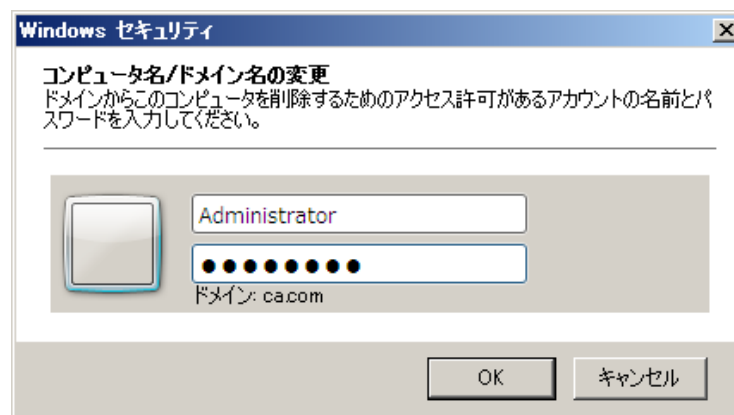 Windows セキュリティ
コンピュータ名/ドメイン名の変更
ドメインからこのコンピュータを削除するためのアクセス許可があるアカウントの名前とパ
スワードを入力してください。
Administrator
●●●●●●●●
ドメイン: ca.com
OK
キャンセル